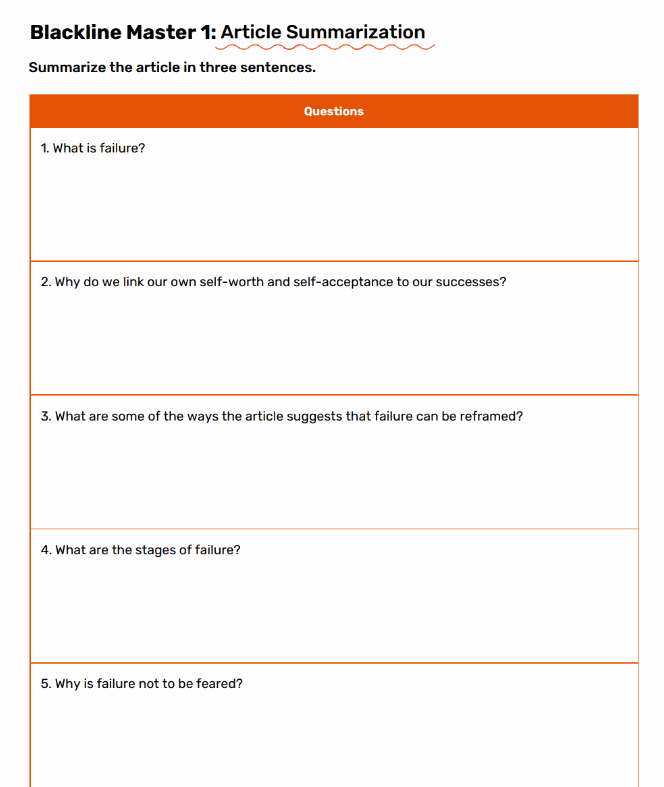 Blackline Master 1: Article Summarization
Summarize the article in three sentences.
Questions
1. What is failure?
2. Why do we link our own self-worth and self-acceptance to our successes?
3. What are some of the ways the article suggests that failure can be reframed?
4. What are the stages of failure?
5. Why is failure not to be feared?